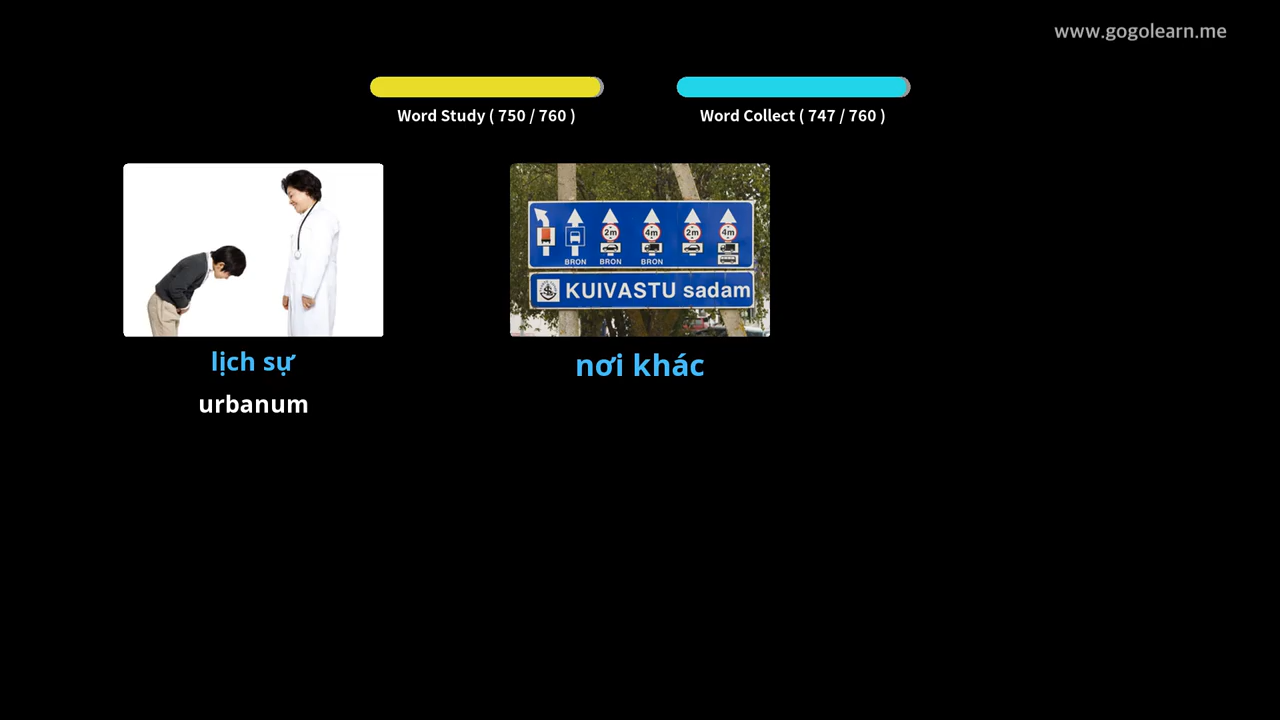 www.gogolearn.me
Word Study ( 750 / 760 )
Word Collect ( 747 / 760 )
2m 4m 2m 4m
BRON BRON BRON
KUIVASTU sadam
lịch sự
urbanum
nơi khác